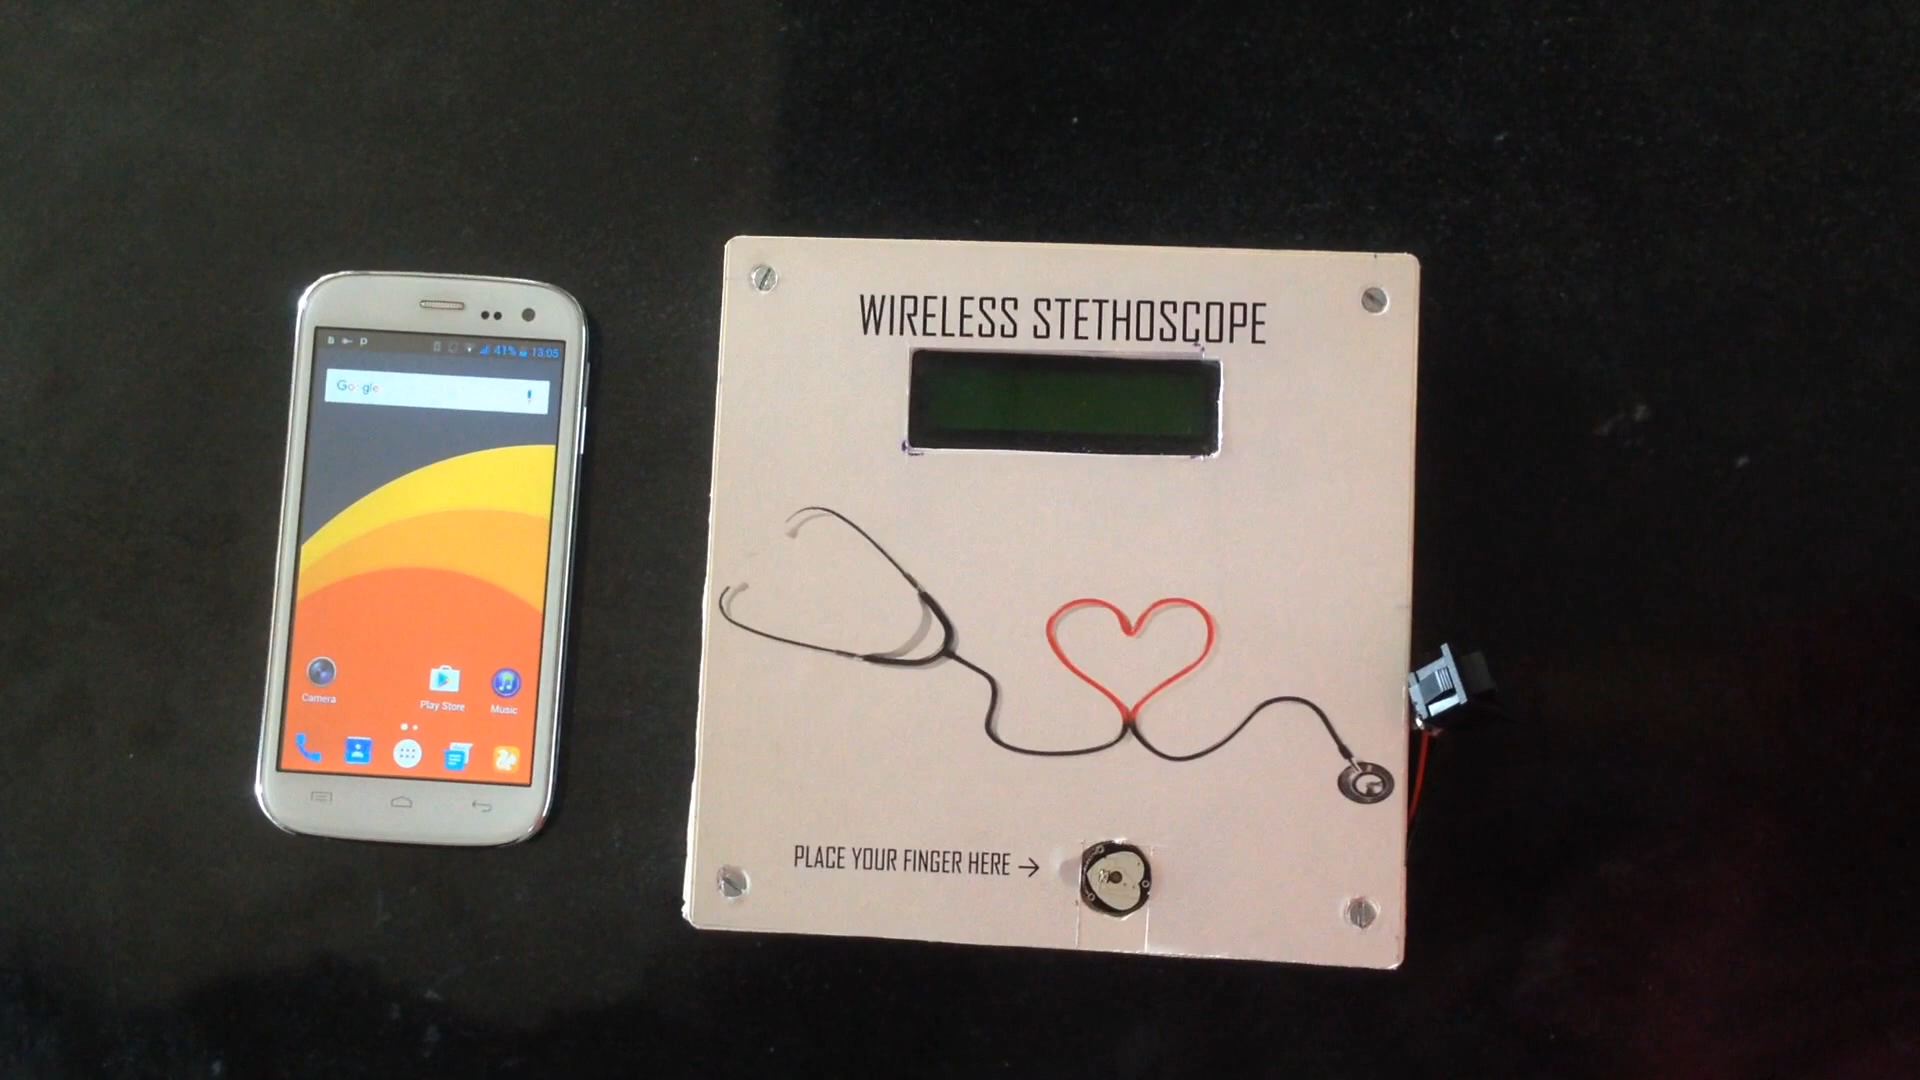 41% 13:05
Google
Camera
Play Store
Music
WIRELESS STETHOSCOPE
PLACE YOUR FINGER HERE →